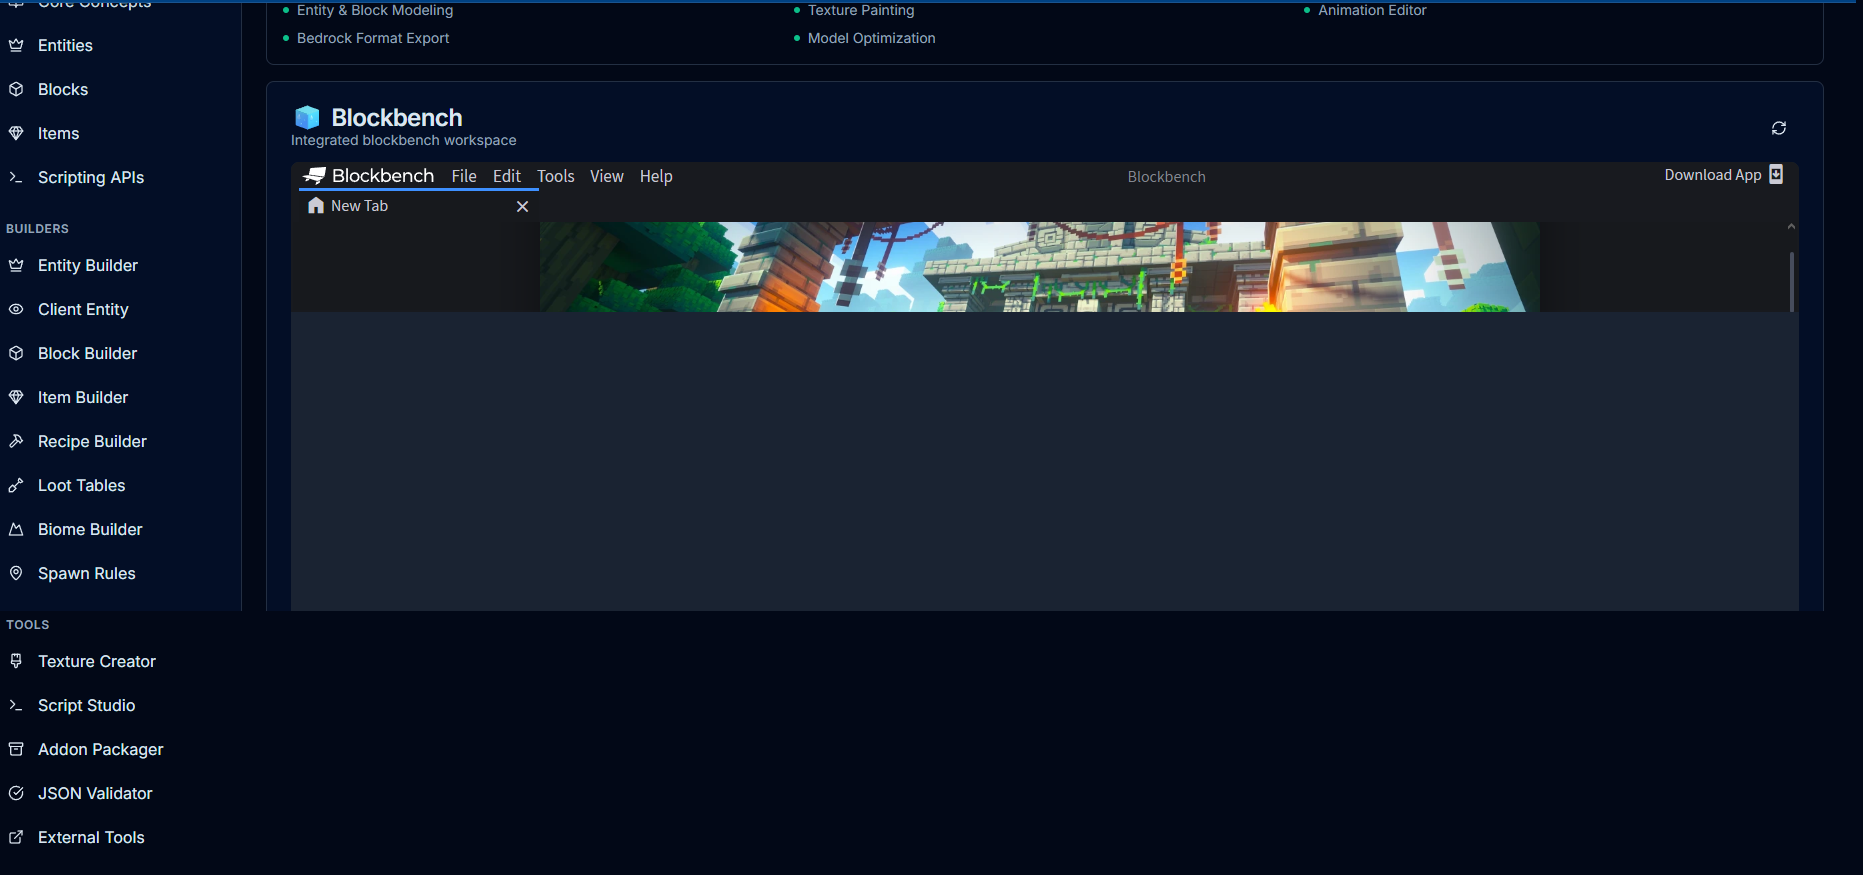 Core Concepts
Entities
Blocks
Items
Scripting APIs
BUILDERS
Entity Builder
Client Entity
Block Builder
Item Builder
Recipe Builder
Loot Tables
Biome Builder
Spawn Rules
TOOLS
Texture Creator
Script Studio
Addon Packager
JSON Validator
External Tools
Entity & Block Modeling
Texture Painting
Animation Editor
Bedrock Format Export
Model Optimization
Blockbench
Integrated blockbench workspace
Blockbench File Edit Tools View Help
Blockbench
Download App
New Tab